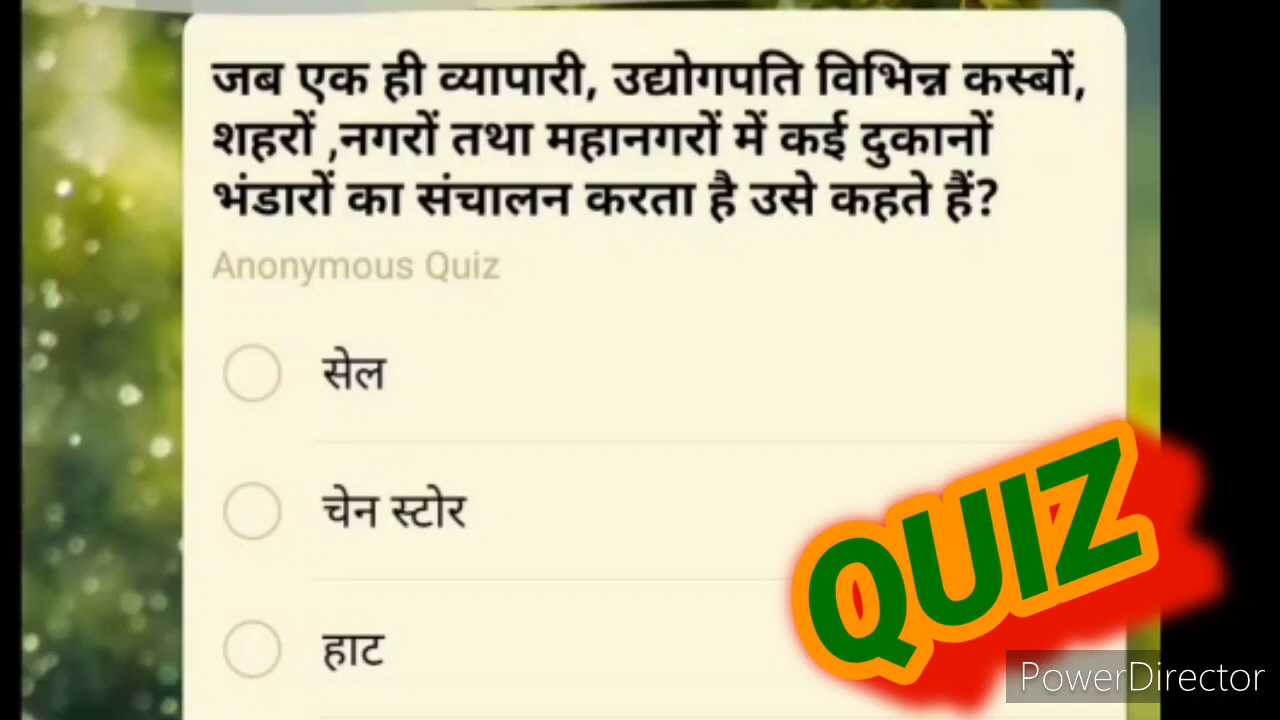 जब एक ही व्यापारी, उद्योगपति विभिन्न कस्बों,
शहरों ,नगरों तथा महानगरों में कई दुकानों
भंडारों का संचालन करता है उसे कहते हैं?
Anonymous Quiz
सेल
चेन स्टोर
हाट
QUIZ
PowerDirector